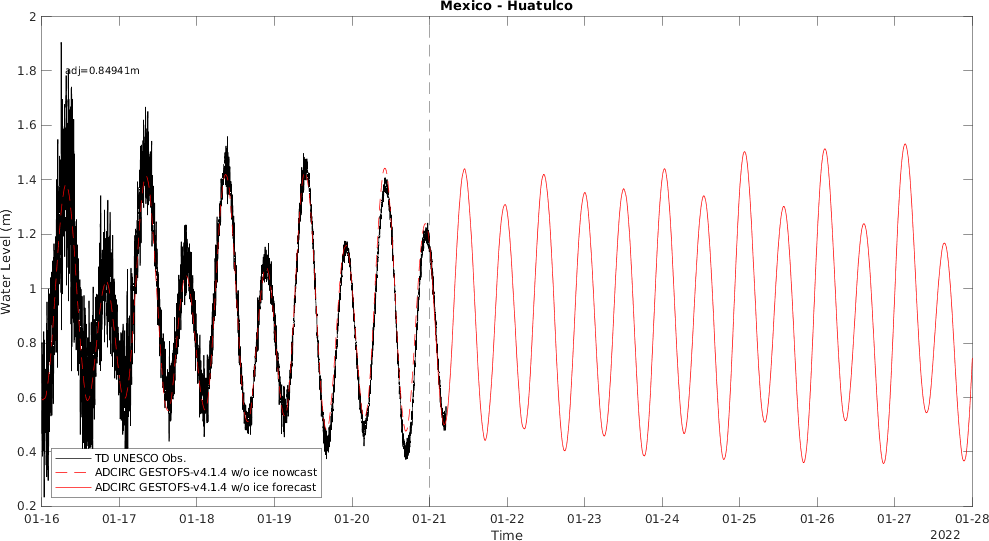 Mexico - Huatulco
2
1.8
1.6
1.4
1.2
1
0.8
0.6
0.4
0.2
Water Level (m)
adj=0.84941m
TD UNESCO Obs.
ADCIRC GESTOFS-v4.1.4 w/o ice nowcast
ADCIRC GESTOFS-v4.1.4 w/o ice forecast
01-16 01-17 01-18 01-19 01-20 01-21 01-22 01-23 01-24 01-25 01-26 01-27 01-28
Time
2022